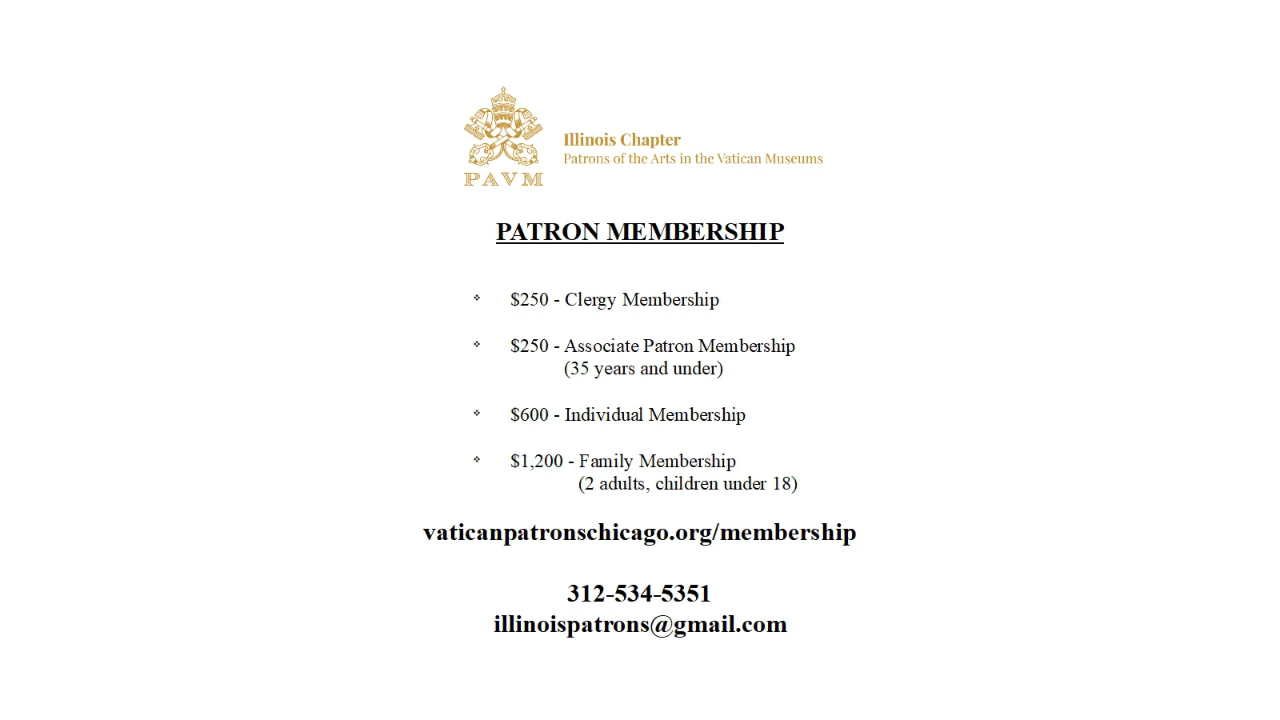 PAVM
Illinois Chapter
Patrons of the Arts in the Vatican Museums
PATRON MEMBERSHIP
❖ $250 - Clergy Membership
❖ $250 - Associate Patron Membership
(35 years and under)
❖ $600 - Individual Membership
❖ $1,200 - Family Membership
(2 adults, children under 18)
vaticanpatronschicago.org/membership
312-534-5351
illinoispatrons@gmail.com